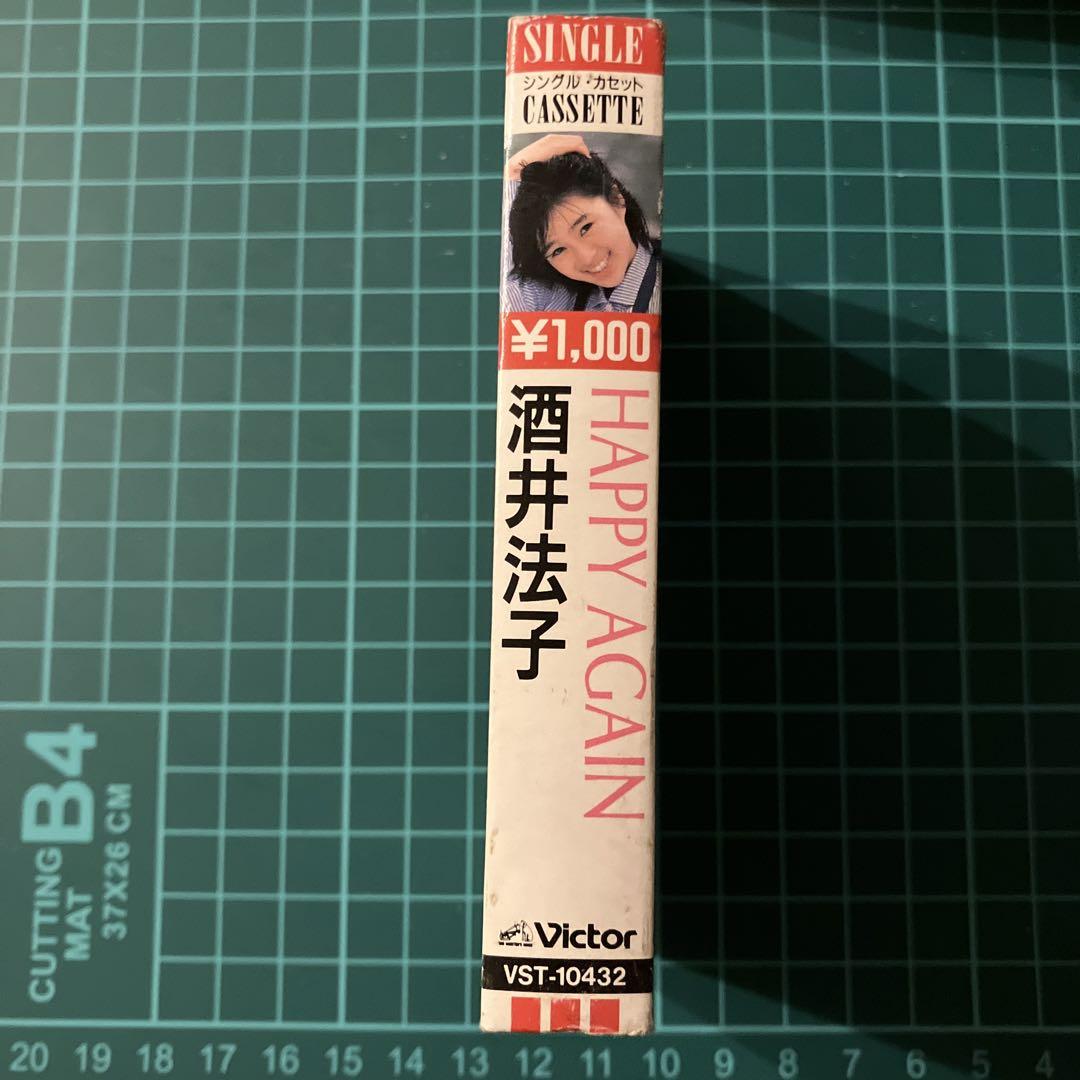 SINGLE
シングル・カセット
CASSETTE
¥1,000
HAPPY AGAIN
酒井法子
Victor
VST-10432
CUTTING
MAT
B4
37X26 CM
20 19 18 17 16 15 14 13 12 11 10 9 8 7 6 5 4